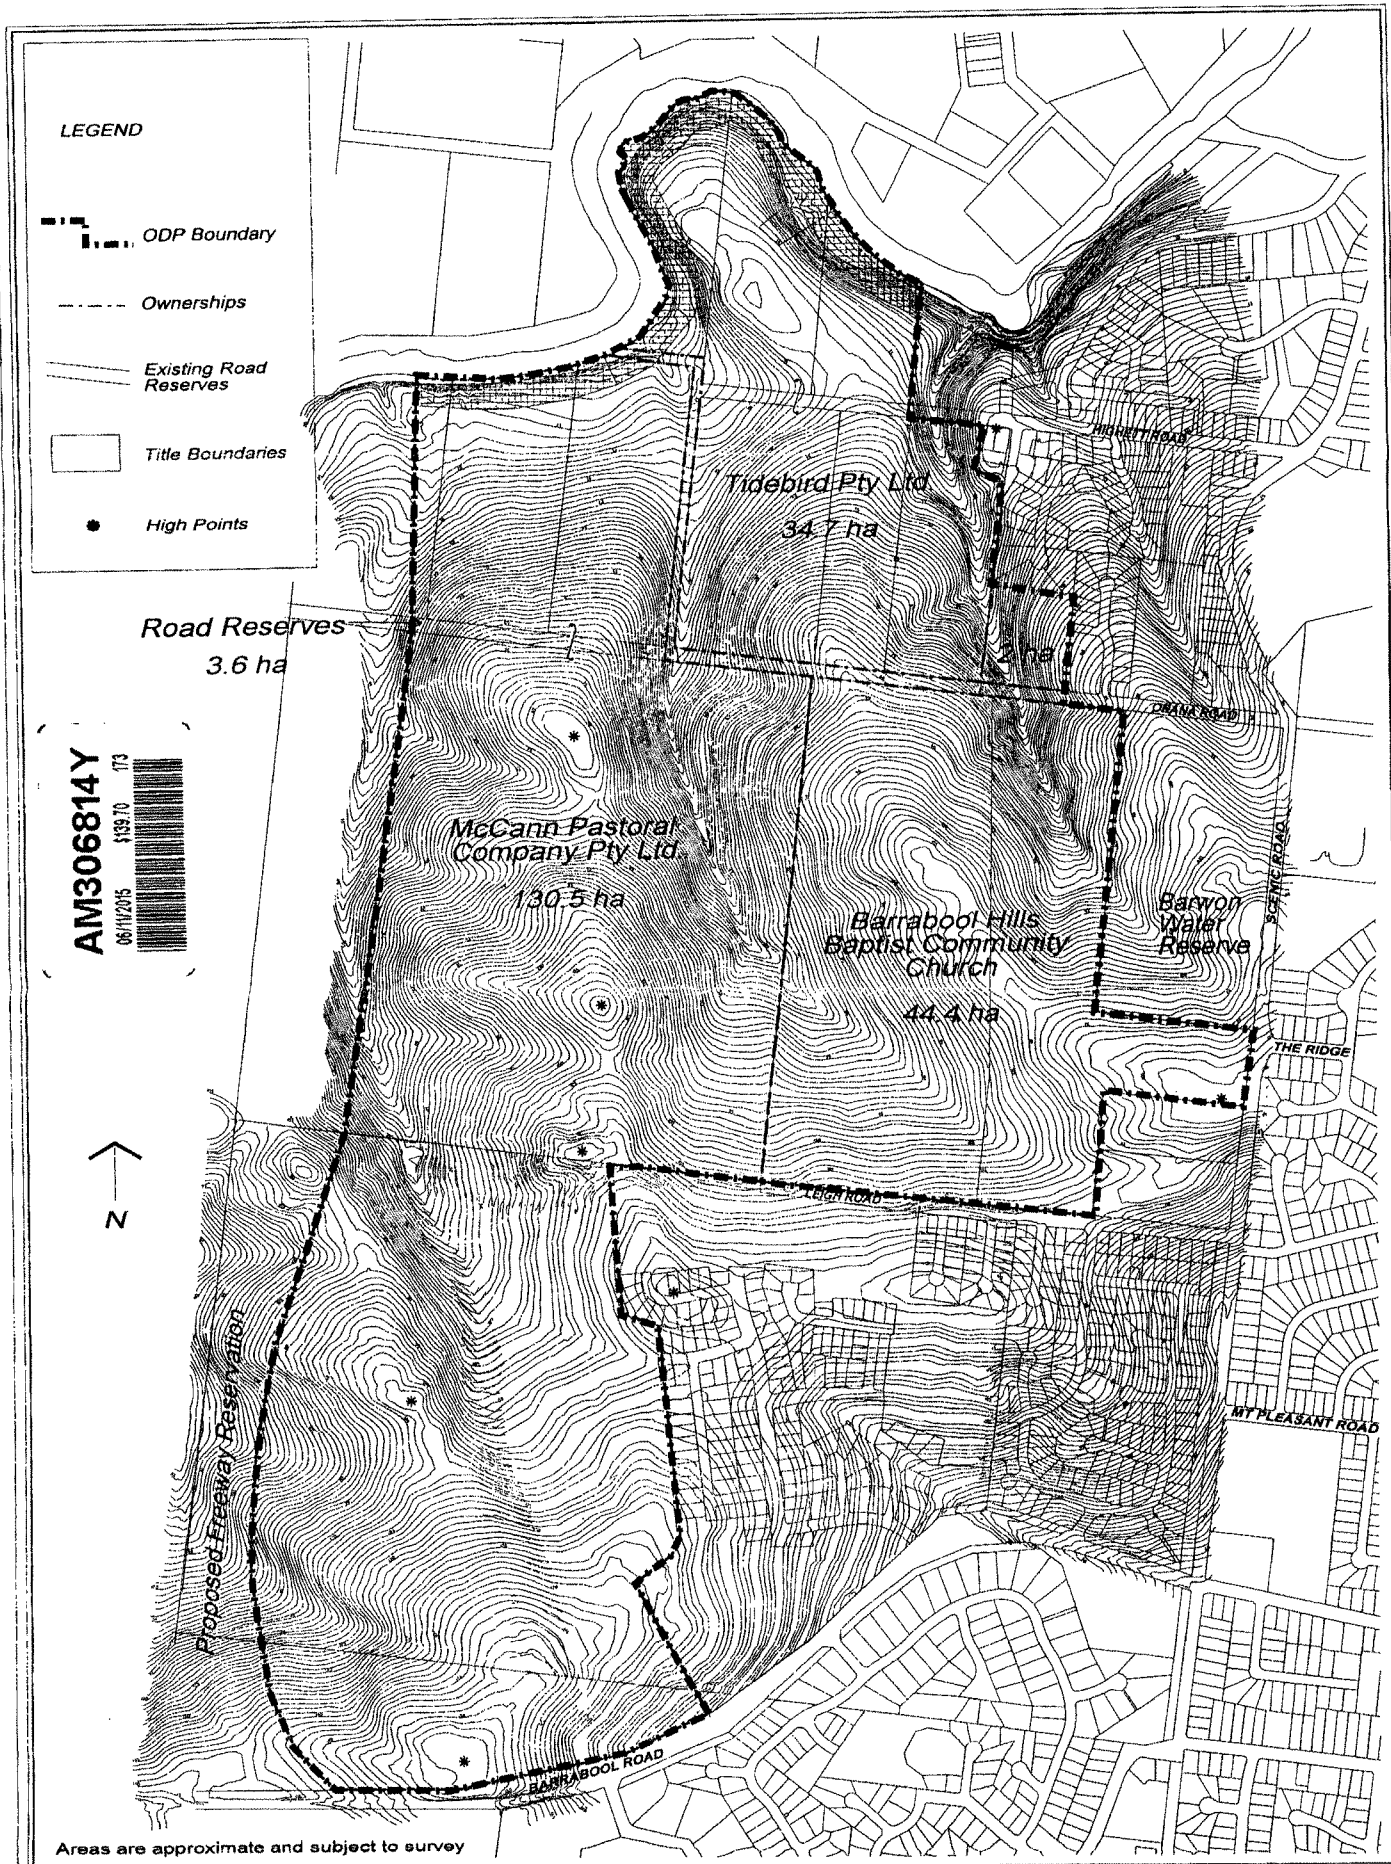 LEGEND
ODP Boundary
Ownerships
Existing Road
Reserves
Title Boundaries
High Points
HIGHETT ROAD
Tidebird Pty Ltd
34.7 ha
Road Reserves
3.6 ha
2 ha
ORANA ROAD
AM306814Y
06/11/2015 $139.70 173
McCann Pastoral
Company Pty Ltd
130.5 ha
SCENIC ROAD
Barwon
Water
Reserve
Barrabool Hills
Baptist Community
Church
44.4 ha
THE RIDGE
N
LEIGH ROAD
Proposed Freeway Reservation
MT PLEASANT ROAD
BARRABOOL ROAD
Areas are approximate and subject to survey